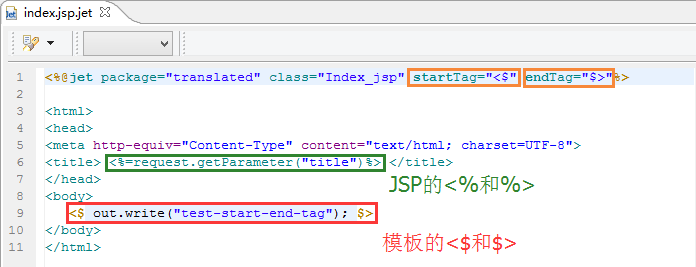 index.jsp.jet
1 <%@jet package="translated" class="Index_jsp" startTag="<$" endTag="$>"%>
2
3 <html>
4 <head>
5 <meta http-equiv="Content-Type" content="text/html; charset=UTF-8">
6 <title> <%=request.getParameter("title")%> </title>
7 </head>
JSP的<%和%>
8 <body>
9 <$ out.write("test-start-end-tag"); $>
10 </body>
模板的<$和$>
11 </html>